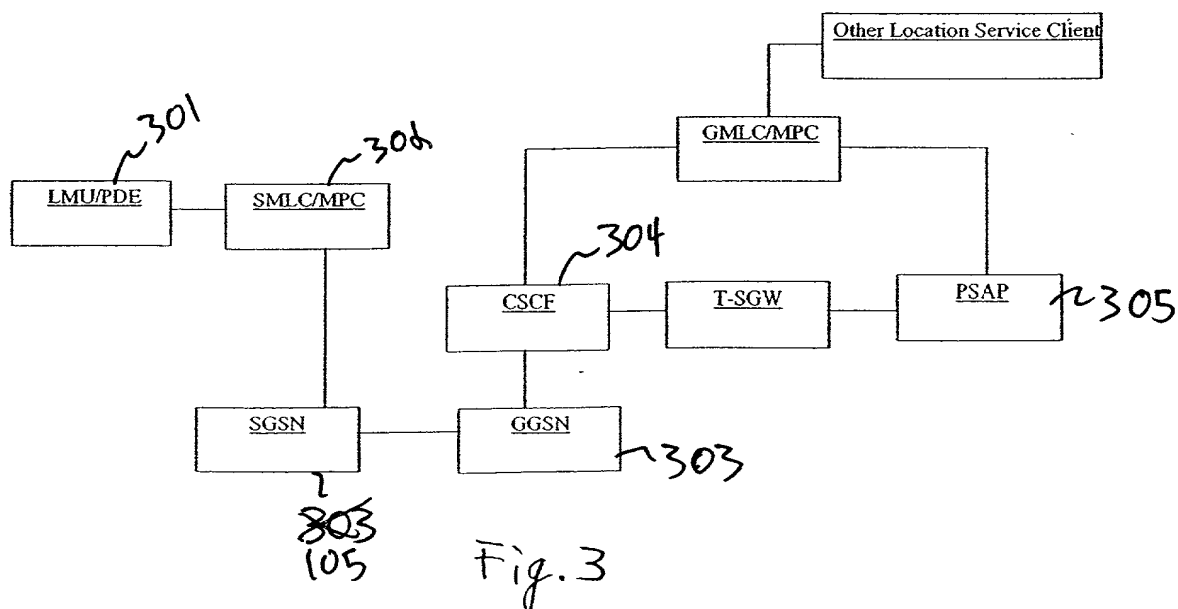 Other Location Service Client
GMLC/MPC
301
302
LMU/PDE
SMLC/MPC
304
CSCF
T-SGW
PSAP
305
SGSN
GGSN
303
303
105
Fig. 3